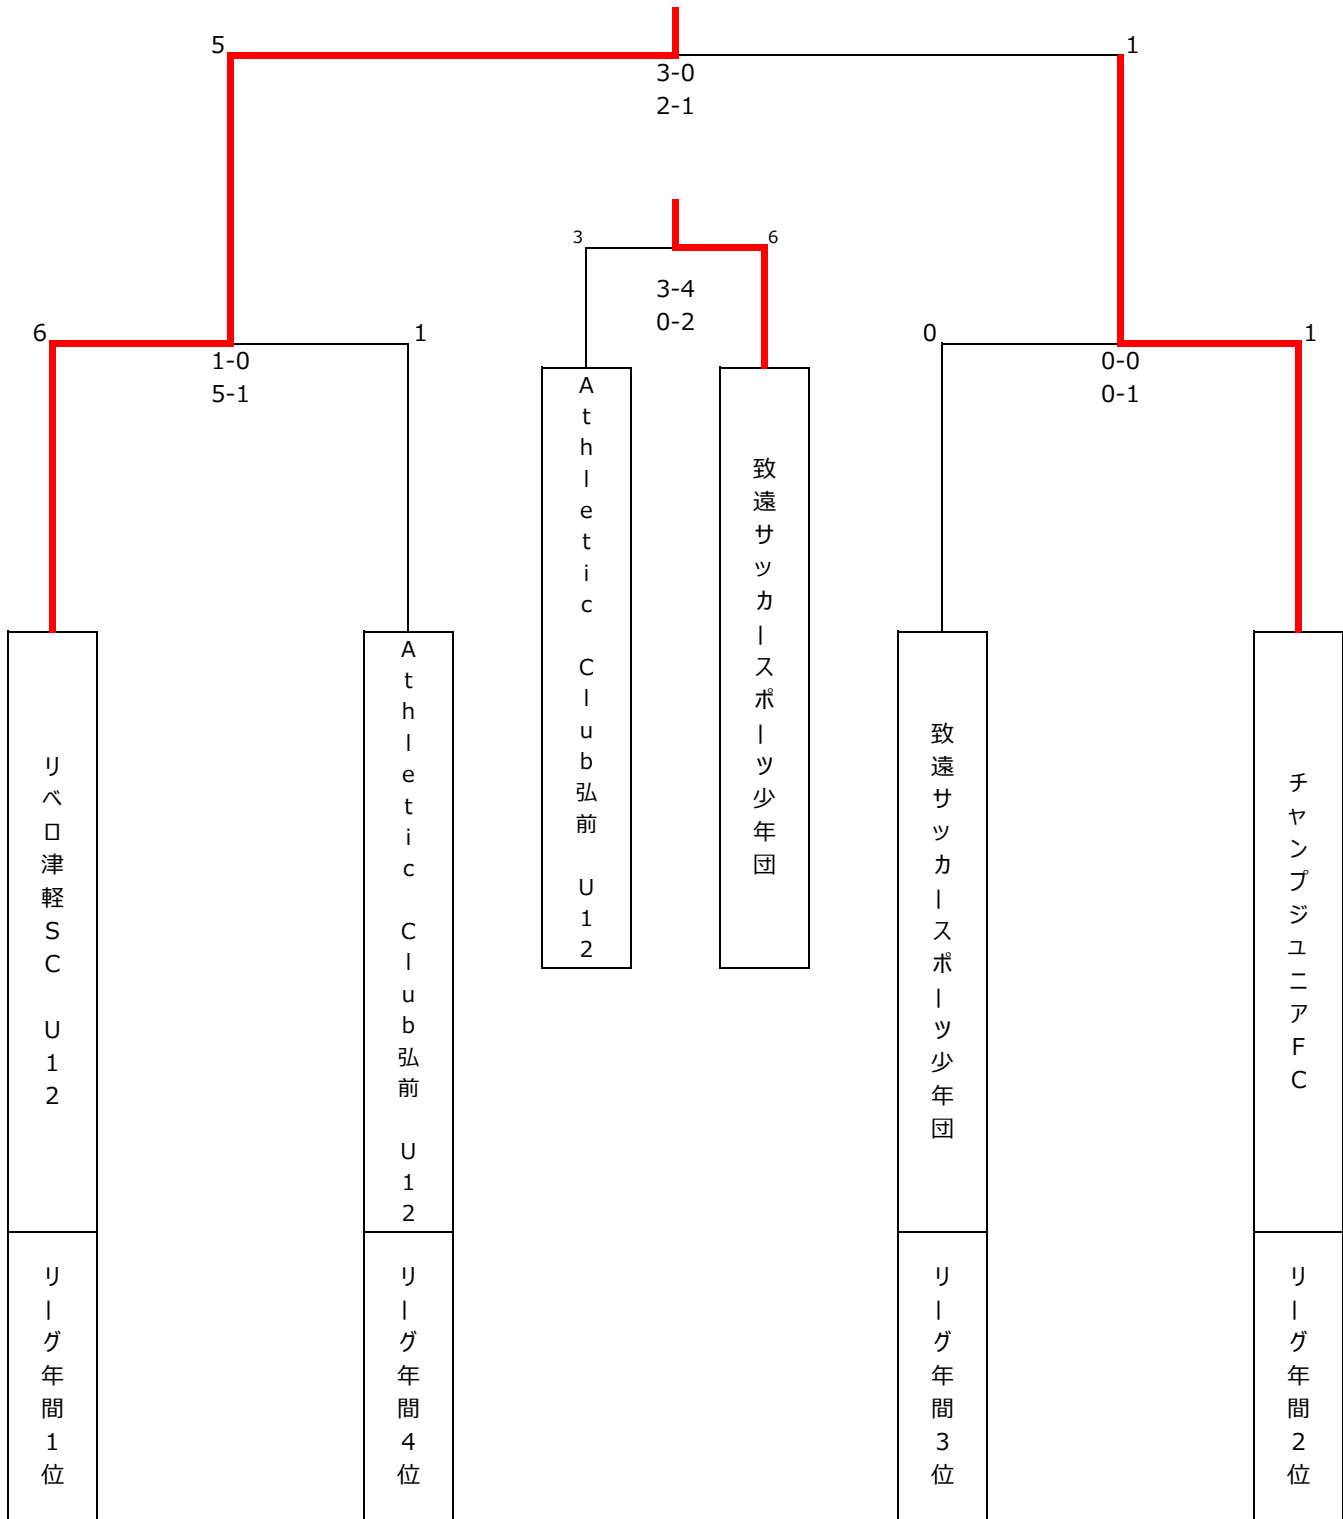 5
1
3-0
2-1
3
6
3-4
0-2
6
1
1-0
5-1
0
1
0-0
0-1
Athletic Club弘前 U12
致遠サッカースポーツ少年団
リベロ津軽SC U12
Athletic Club弘前 U12
致遠サッカースポーツ少年団
チャンプジュニアFC
リーグ年間1位
リーグ年間4位
リーグ年間3位
リーグ年間2位